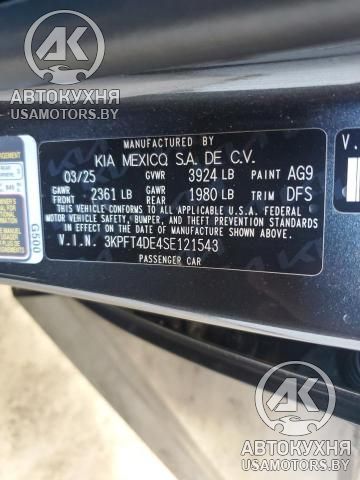 АВТОКУХНЯ
USAMOTORS.BY
MANUFACTURED BY
KIA MEXICO, S.A. DE C.V.
03/25 GVWR 3924 LB PAINT AG9
GAWR FRONT 2361 LB GAWR REAR 1980 LB TRIM DFS
THIS VEHICLE CONFORMS TO ALL APPLICABLE U.S.A. FEDERAL
MOTOR VEHICLE SAFETY, BUMPER, AND THEFT PREVENTION STANDARDS
IN EFFECT ON THE DATE OF MANUFACTURE SHOWN ABOVE.
V.I.N. 3KPFT4DE4SE121543
PASSENGER CAR
G500
АВТОКУХНЯ
USAMOTORS.BY